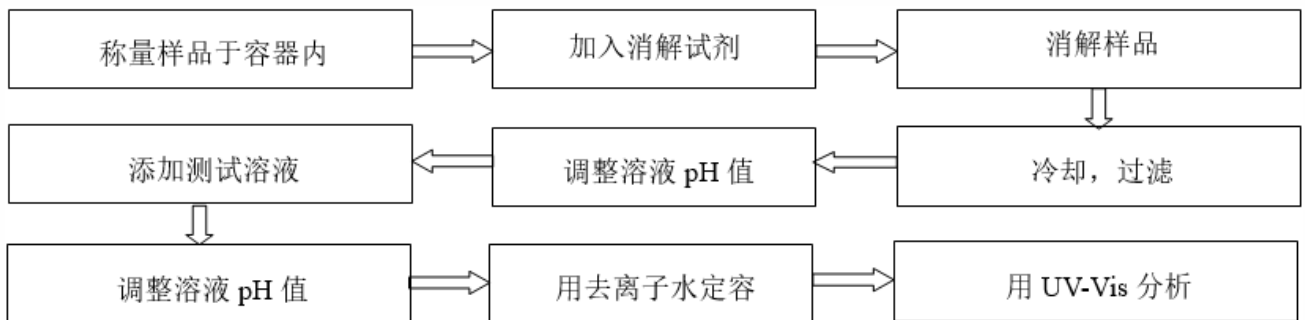 称量样品于容器内
加入消解试剂
消解样品
冷却，过滤
调整溶液 pH 值
添加测试溶液
调整溶液 pH 值
用去离子水定容
用 UV-Vis 分析